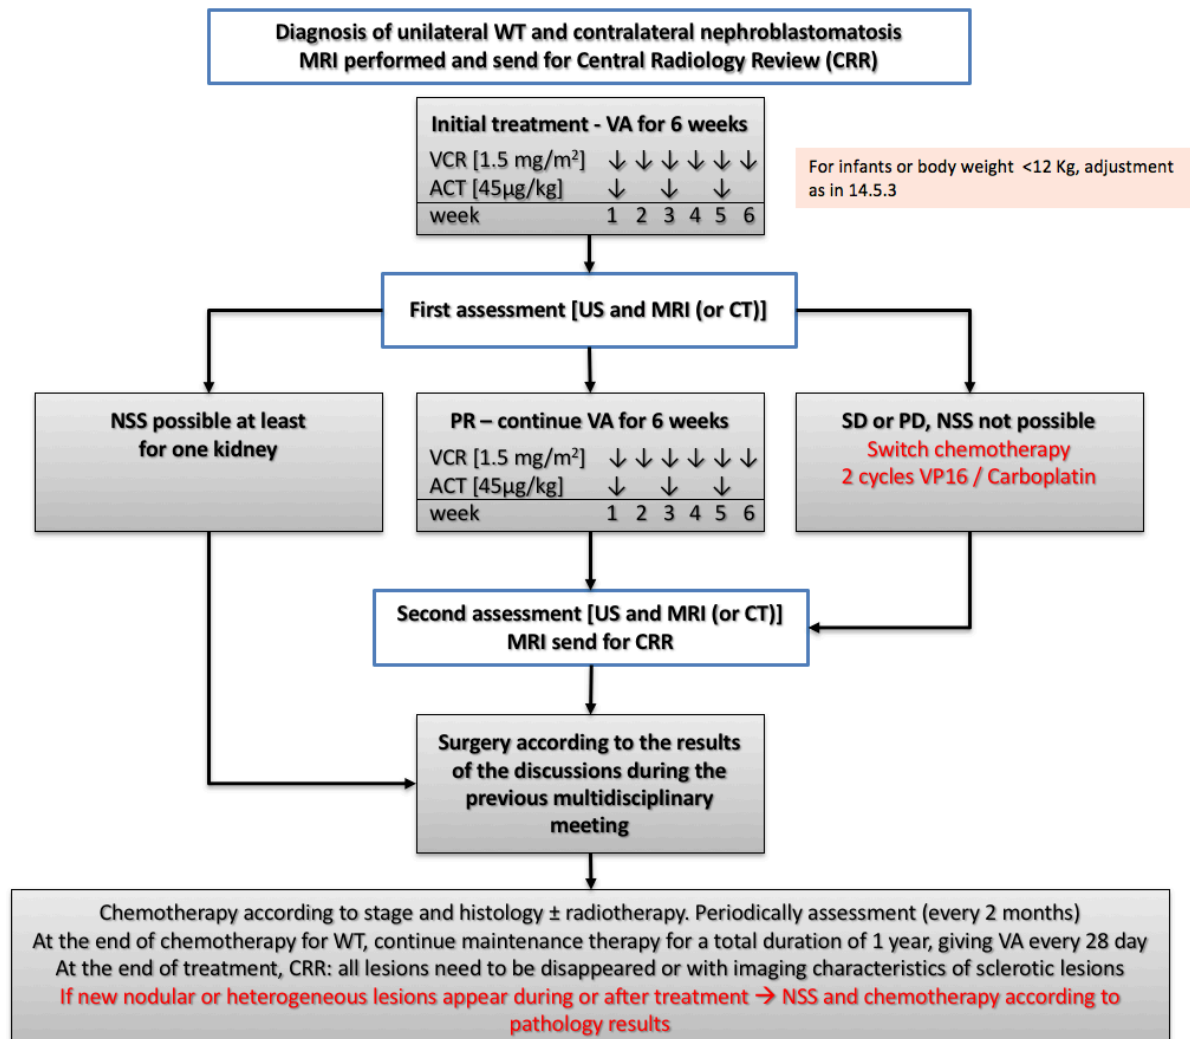 Diagnosis of unilateral WT and contralateral nephroblastomatosis
MRI performed and send for Central Radiology Review (CRR)
Initial treatment - VA for 6 weeks
VCR [1.5 mg/m²] ↓ ↓ ↓ ↓ ↓ ↓
ACT [45µg/kg] ↓ ↓ ↓
week 1 2 3 4 5 6
For infants or body weight <12 Kg, adjustment
as in 14.5.3
First assessment [US and MRI (or CT)]
NSS possible at least
for one kidney
PR – continue VA for 6 weeks
VCR [1.5 mg/m²] ↓ ↓ ↓ ↓ ↓ ↓
ACT [45µg/kg] ↓ ↓ ↓
week 1 2 3 4 5 6
SD or PD, NSS not possible
Switch chemotherapy
2 cycles VP16 / Carboplatin
Second assessment [US and MRI (or CT)]
MRI send for CRR
Surgery according to the results
of the discussions during the
previous multidisciplinary
meeting
Chemotherapy according to stage and histology ± radiotherapy. Periodically assessment (every 2 months)
At the end of chemotherapy for WT, continue maintenance therapy for a total duration of 1 year, giving VA every 28 day
At the end of treatment, CRR: all lesions need to be disappeared or with imaging characteristics of sclerotic lesions
If new nodular or heterogeneous lesions appear during or after treatment → NSS and chemotherapy according to
pathology results